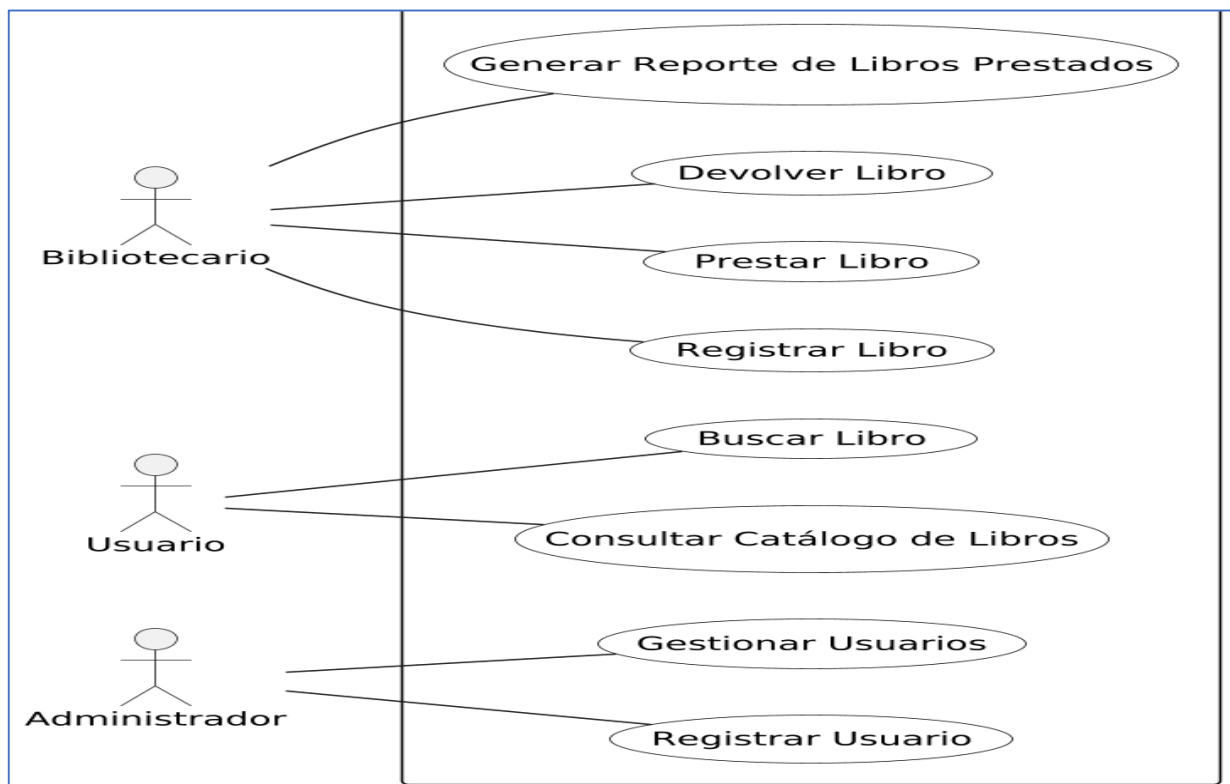 Generar Reporte de Libros Prestados
Devolver Libro
Bibliotecario
Prestar Libro
Registrar Libro
Buscar Libro
Usuario
Consultar Catálogo de Libros
Gestionar Usuarios
Administrador
Registrar Usuario